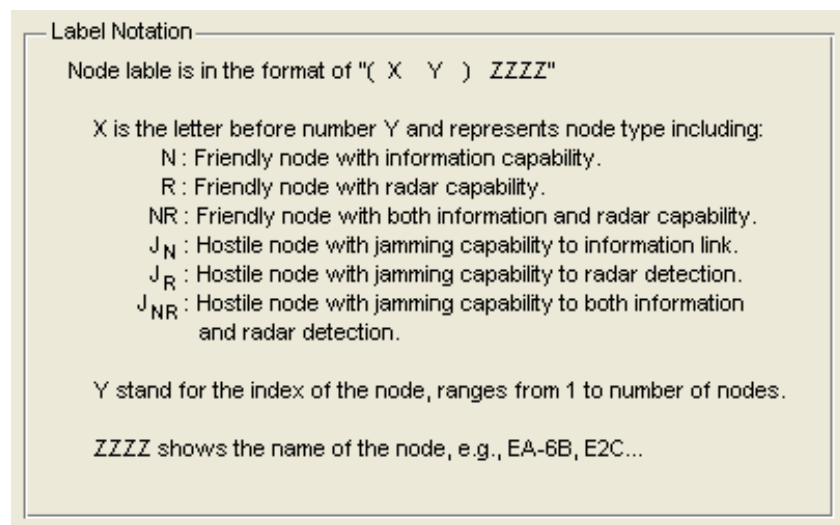 Label Notation
Node lable is in the format of "( X Y ) ZZZZ"
X is the letter before number Y and represents node type including:
N : Friendly node with information capability.
R : Friendly node with radar capability.
NR : Friendly node with both information and radar capability.
JN : Hostile node with jamming capability to information link.
JR : Hostile node with jamming capability to radar detection.
JNR : Hostile node with jamming capability to both information
and radar detection.
Y stand for the index of the node, ranges from 1 to number of nodes.
ZZZZ shows the name of the node, e.g., EA-6B, E2C...